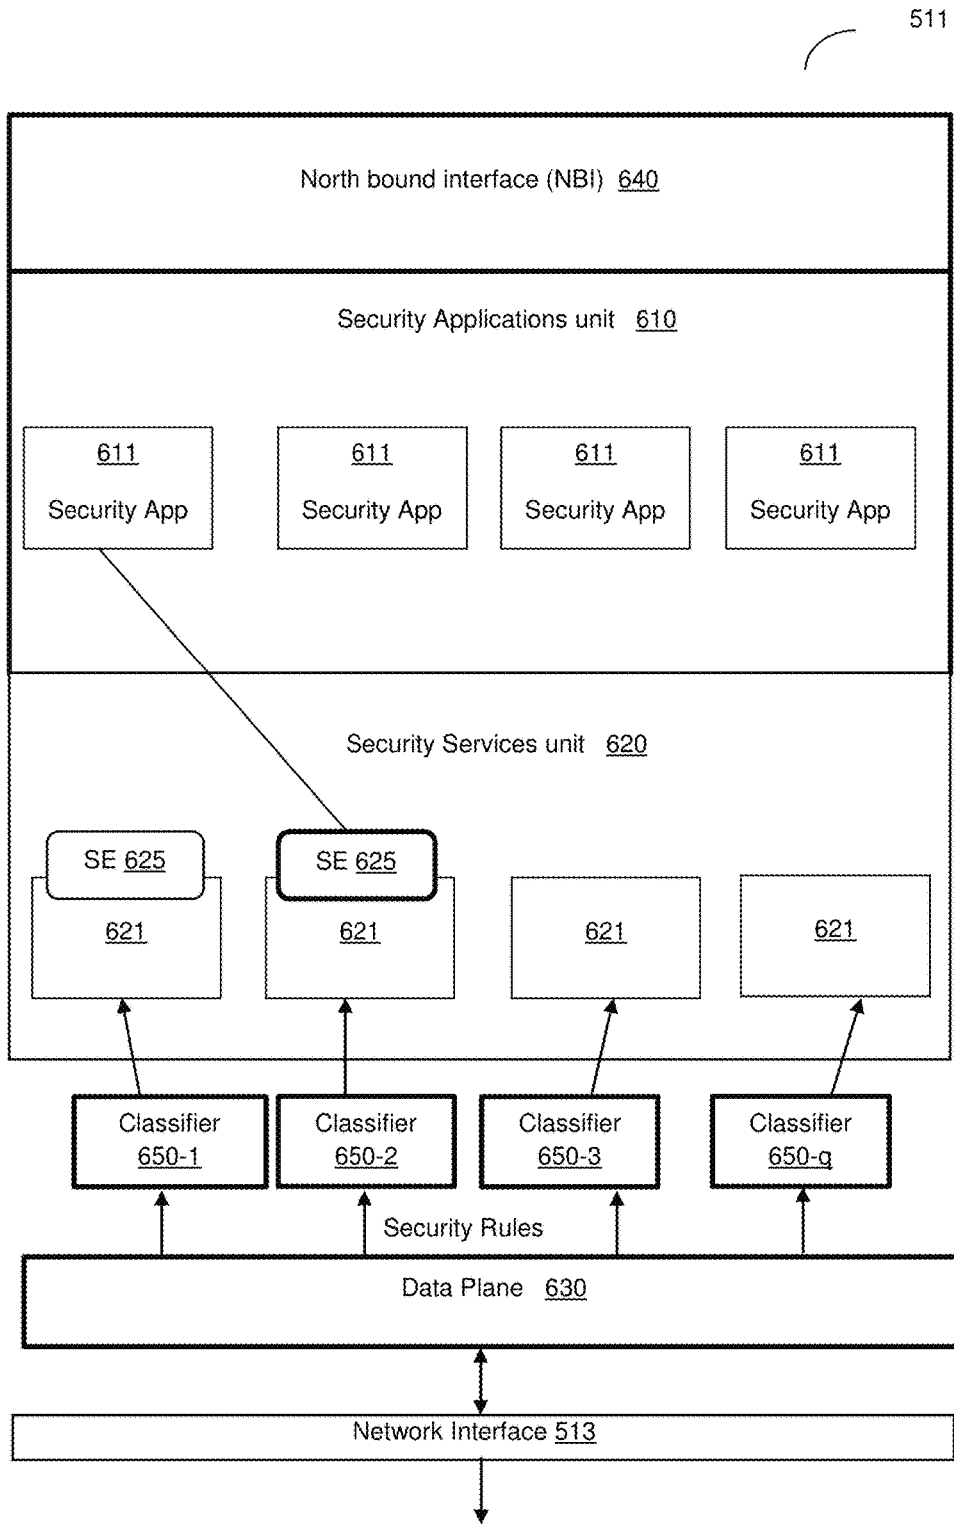 511
North bound interface (NBI) 640
Security Applications unit 610
611 611 611 611
Security App Security App Security App Security App
Security Services unit 620
SE 625 SE 625
621 621 621 621
Classifier Classifier Classifier Classifier
650-1 650-2 650-3 650-q
Security Rules
Data Plane 630
Network Interface 513